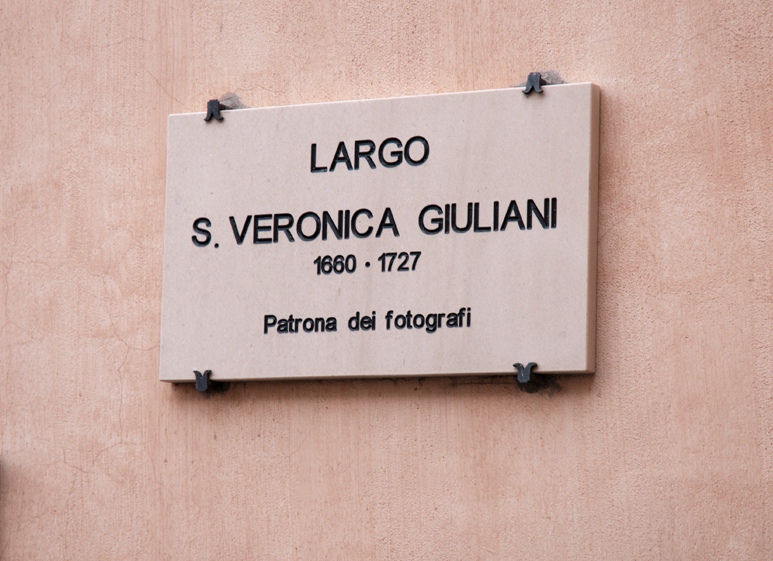 LARGO
S. VERONICA GIULIANI
1660 · 1727
Patrona dei fotografi